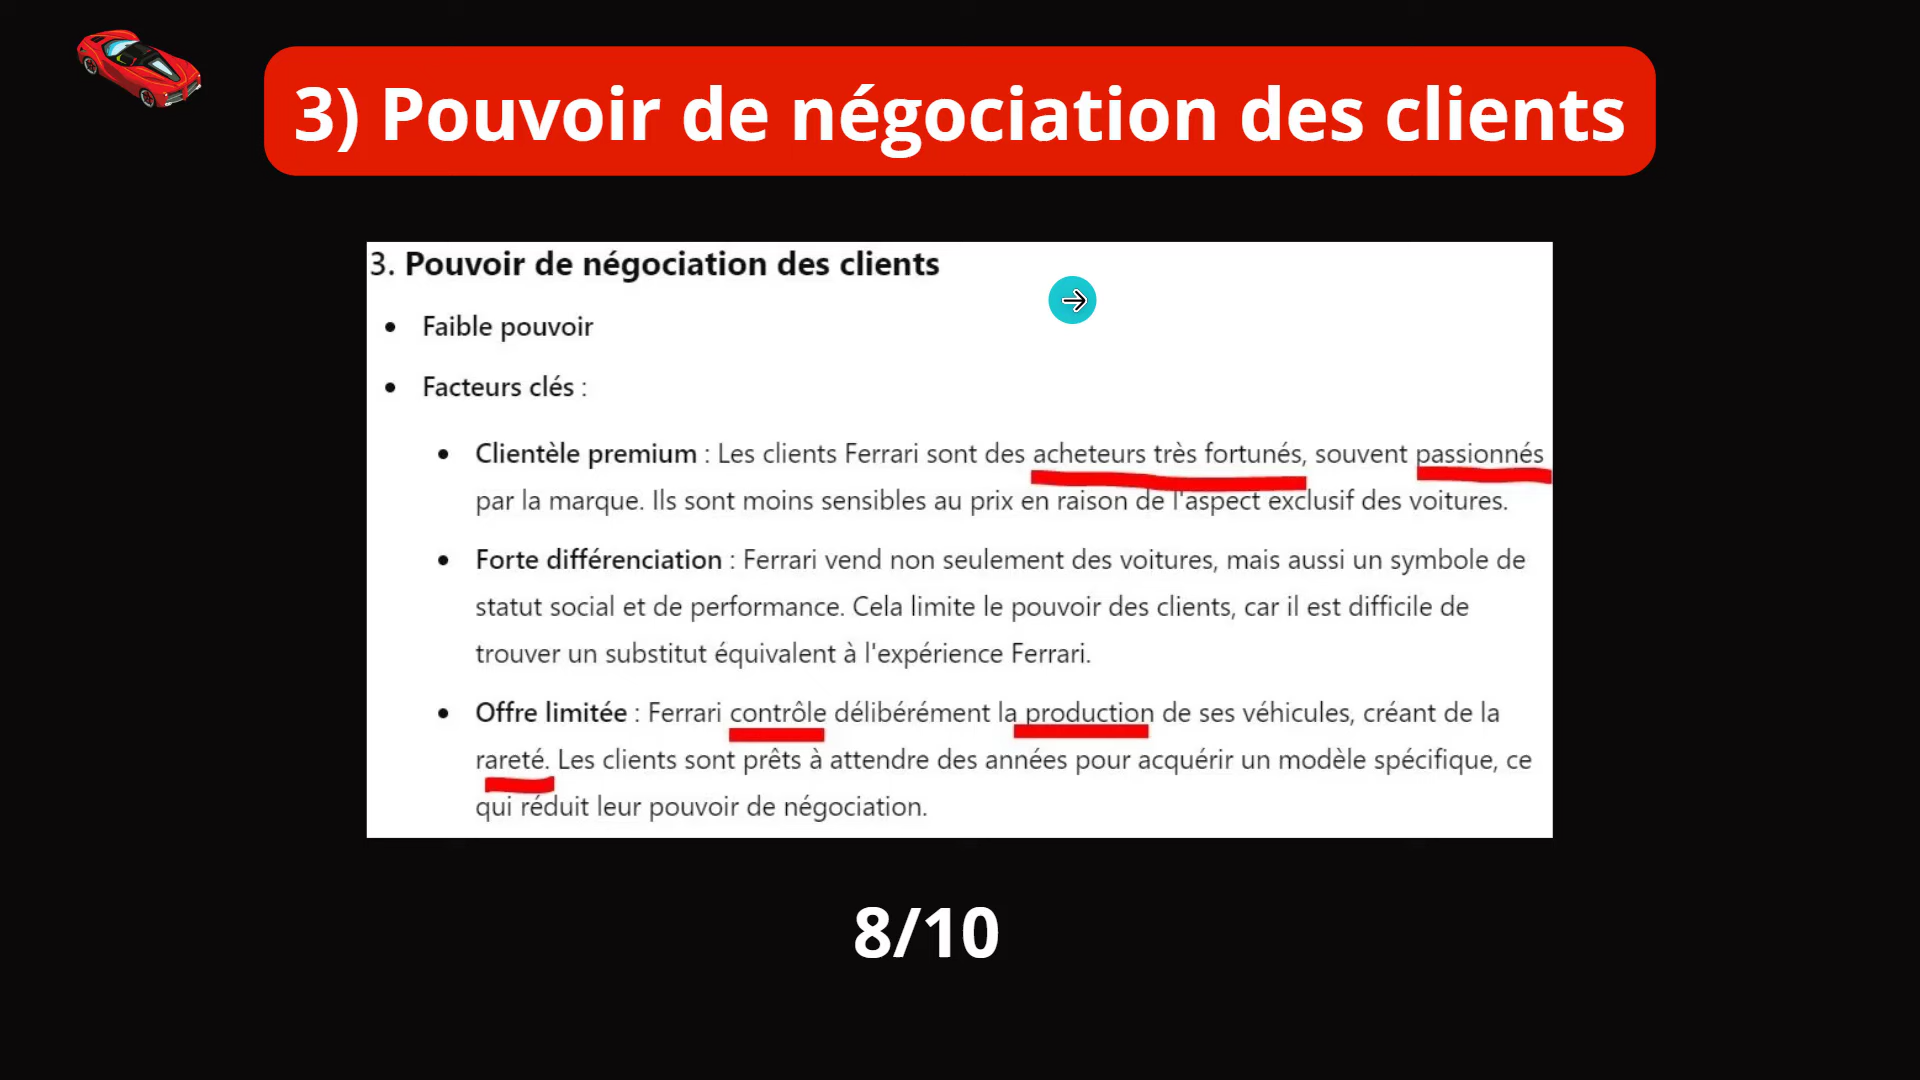 3) Pouvoir de négociation des clients
3. Pouvoir de négociation des clients
• Faible pouvoir
• Facteurs clés :
• Clientèle premium : Les clients Ferrari sont des acheteurs très fortunés, souvent passionnés
par la marque. Ils sont moins sensibles au prix en raison de l'aspect exclusif des voitures.
• Forte différenciation : Ferrari vend non seulement des voitures, mais aussi un symbole de
statut social et de performance. Cela limite le pouvoir des clients, car il est difficile de
trouver un substitut équivalent à l'expérience Ferrari.
• Offre limitée : Ferrari contrôle délibérément la production de ses véhicules, créant de la
rareté. Les clients sont prêts à attendre des années pour acquérir un modèle spécifique, ce
qui réduit leur pouvoir de négociation.
8/10